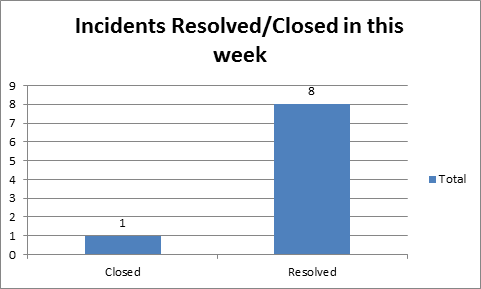 Incidents Resolved/Closed in this
week
9
8
7
6
5
4
3
2
1
0
1
8
Closed
Resolved
Total